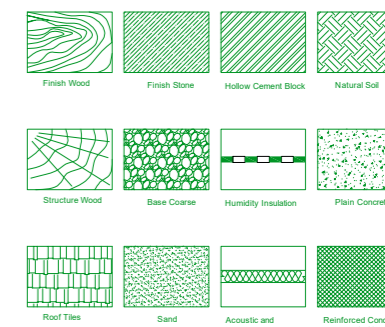 Finish Wood
Finish Stone
Hollow Cement Block
Natural Soil
Structure Wood
Base Coarse
Humidity Insulation
Plain Concre
Roof Tiles
Sand
Acoustic and
Reinforced Conc